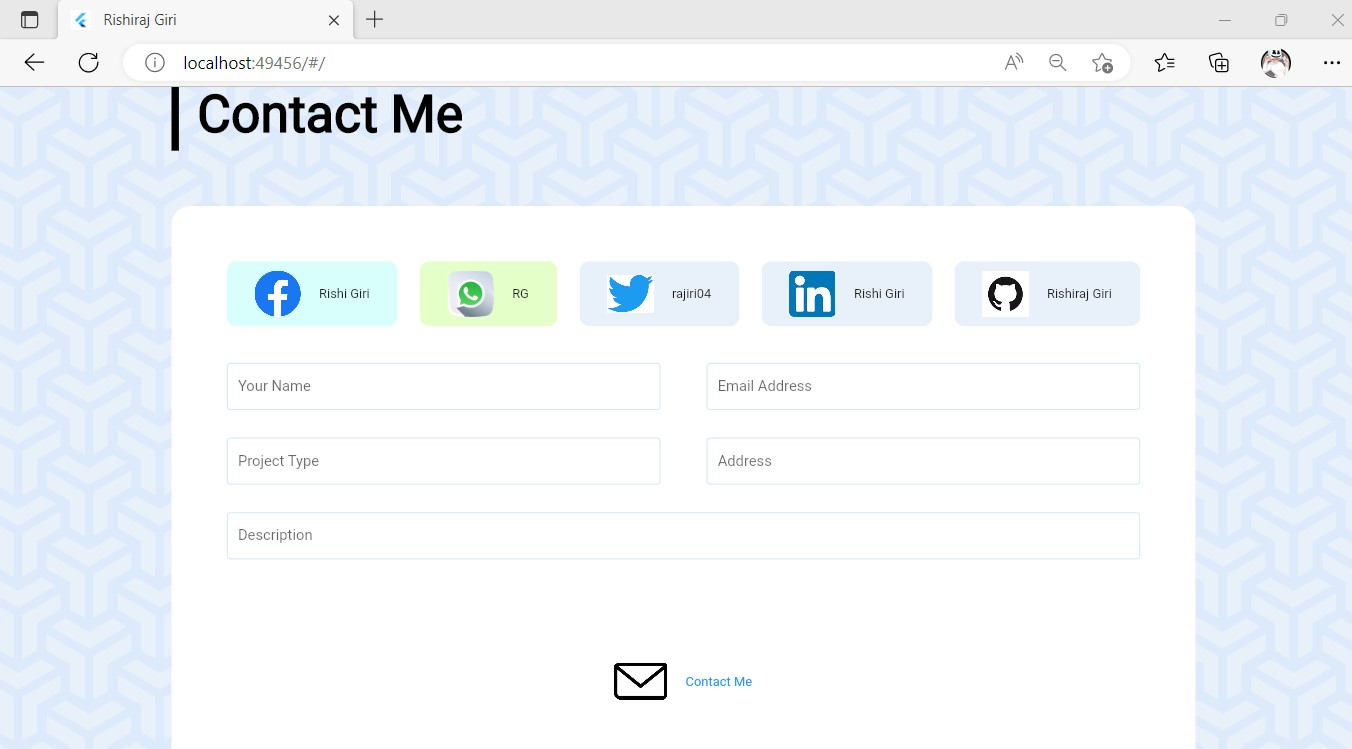 Rishiraj Giri
localhost:49456/#/
Contact Me
Rishi Giri RG rajiri04 Rishi Giri Rishiraj Giri
Your Name Email Address
Project Type Address
Description
Contact Me